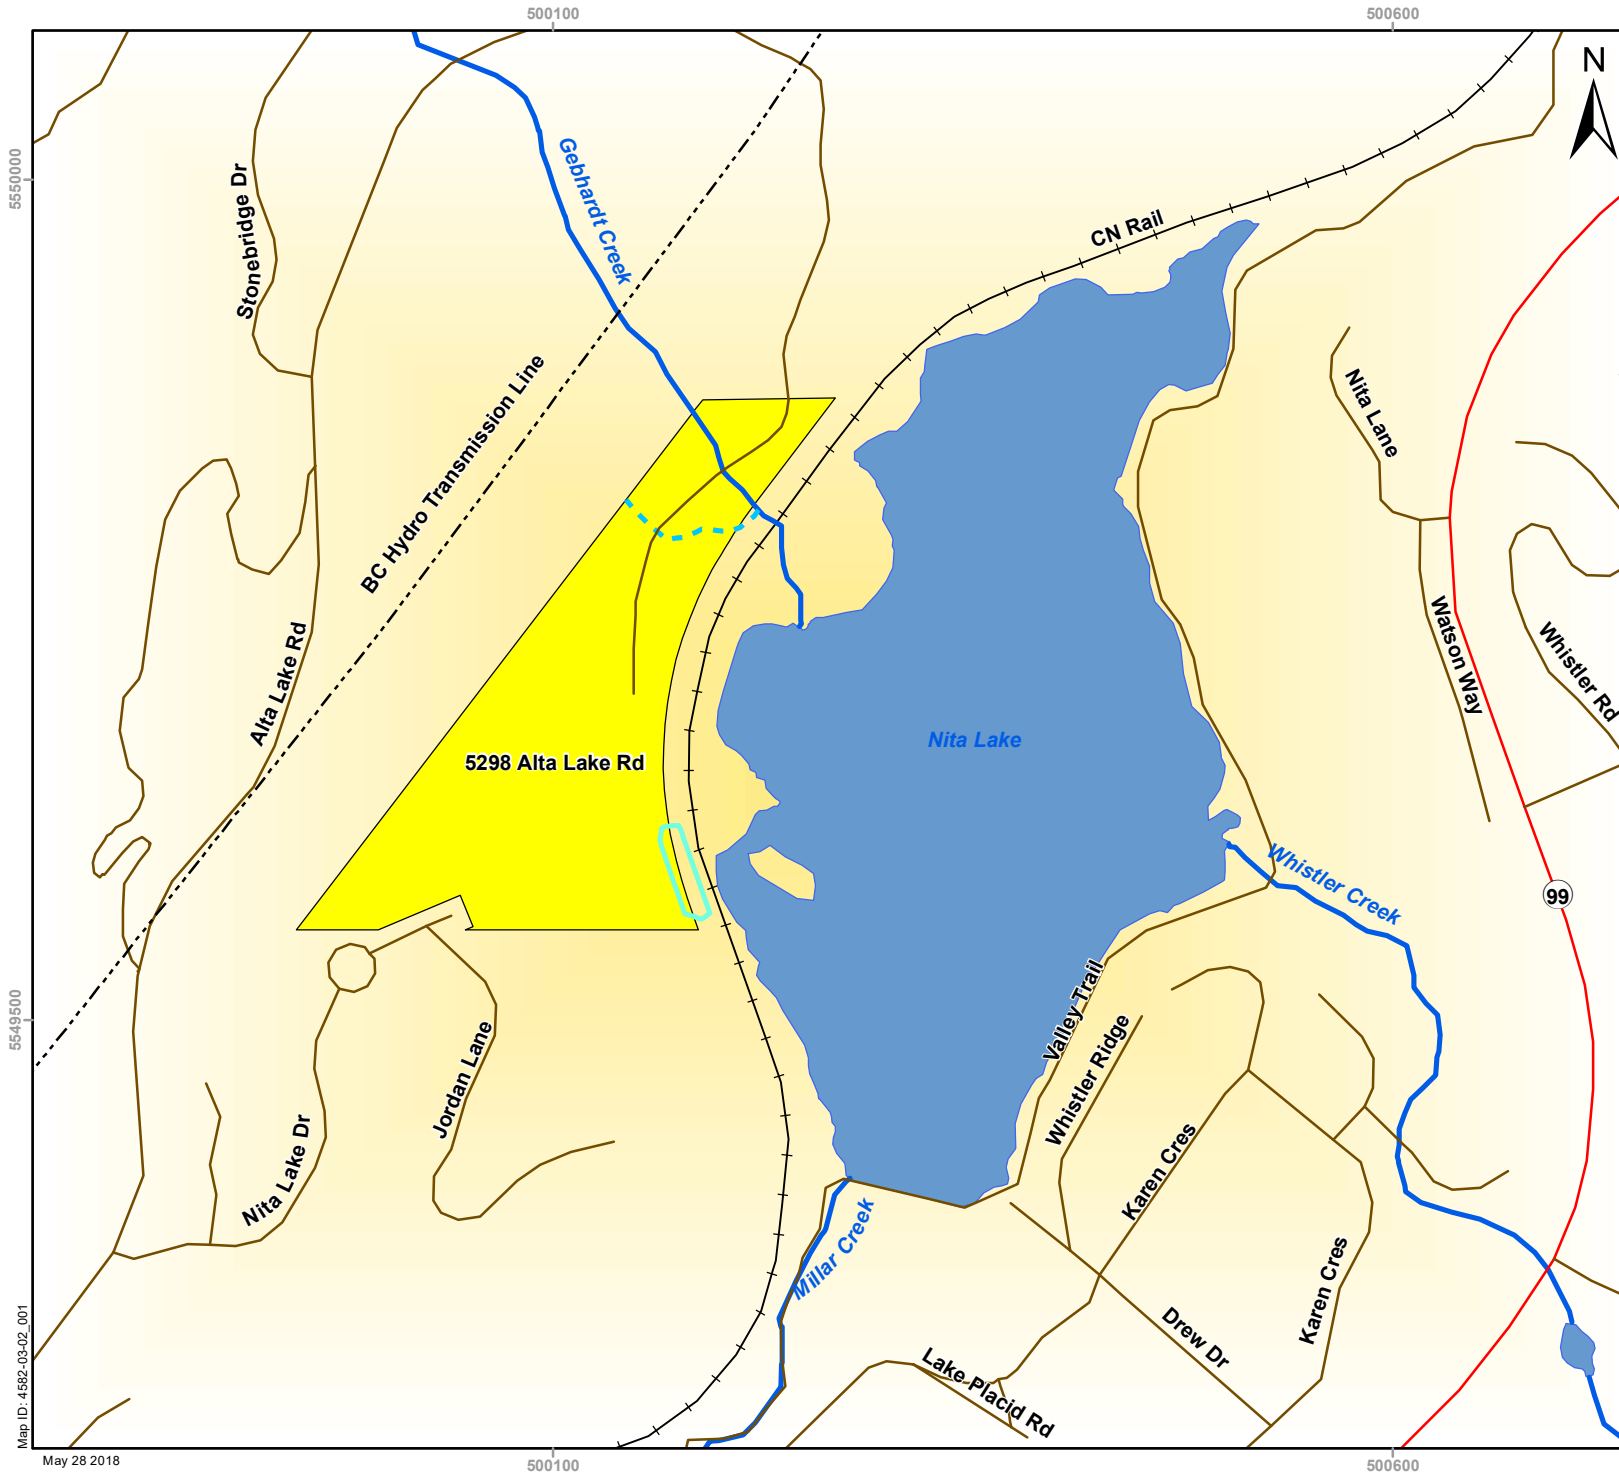 500100
500600
N
5550000
Gebhardt Creek
Stonebridge Dr
CN Rail
BC Hydro Transmission Line
Nita Lane
Watson Way
Whistler Rd
Alta Lake Rd
Nita Lake
5298 Alta Lake Rd
Whistler Creek
99
5549500
Valley Trail
Whistler Ridge
Jordan Lane
Nita Lake Dr
Karen Cres
Millar Creek
Karen Cres
Drew Dr
Lake Placid Rd
Map ID: 4582-03-02_001
May 28 2018
500100
500600